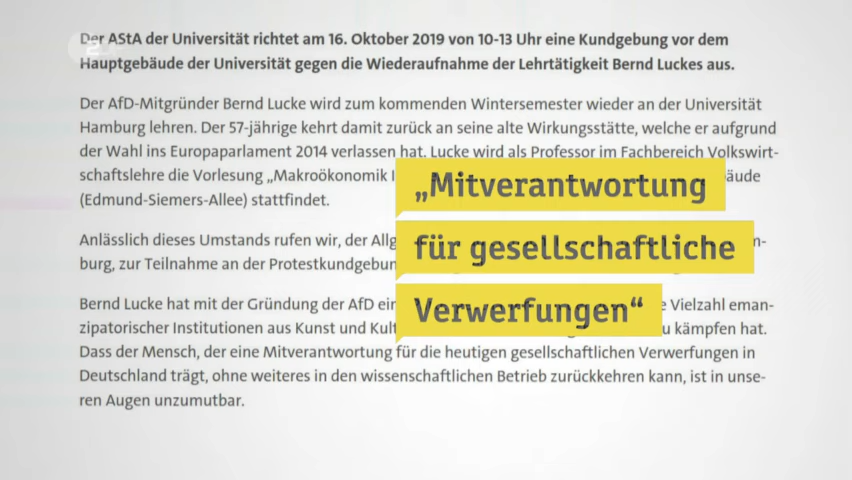 Der AStA der Universität richtet am 16. Oktober 2019 von 10-13 Uhr eine Kundgebung vor dem
Hauptgebäude der Universität gegen die Wiederaufnahme der Lehrtätigkeit Bernd Luckes aus.
Der AfD-Mitgründer Bernd Lucke wird zum kommenden Wintersemester wieder an der Universität
Hamburg lehren. Der 57-jährige kehrt damit zurück an seine alte Wirkungsstätte, welche er aufgrund
der Wahl ins Europaparlament 2014 verlassen hat. Lucke wird als Professor im Fachbereich Volkswirt-
schaftslehre die Vorlesung „Makroökonomik I
(Edmund-Siemers-Allee) stattfindet.
Anlässlich dieses Umstands rufen wir, der
burg, zur Teilnahme an der
Bernd Lucke hat mit der Gründung der AfD
Vielzahl eman-
zipatorischer Institutionen aus Kunst und
zu kämpfen hat.
Dass der Mensch, der eine Mitverantwortung für die heutigen gesellschaftlichen Verwerfungen in
Deutschland trägt, ohne weiteres in den wissenschaftlichen Betrieb zurückkehren kann, ist in unse-
ren Augen unzumutbar.
„Mitverantwortung
für gesellschaftliche
Verwerfungen“